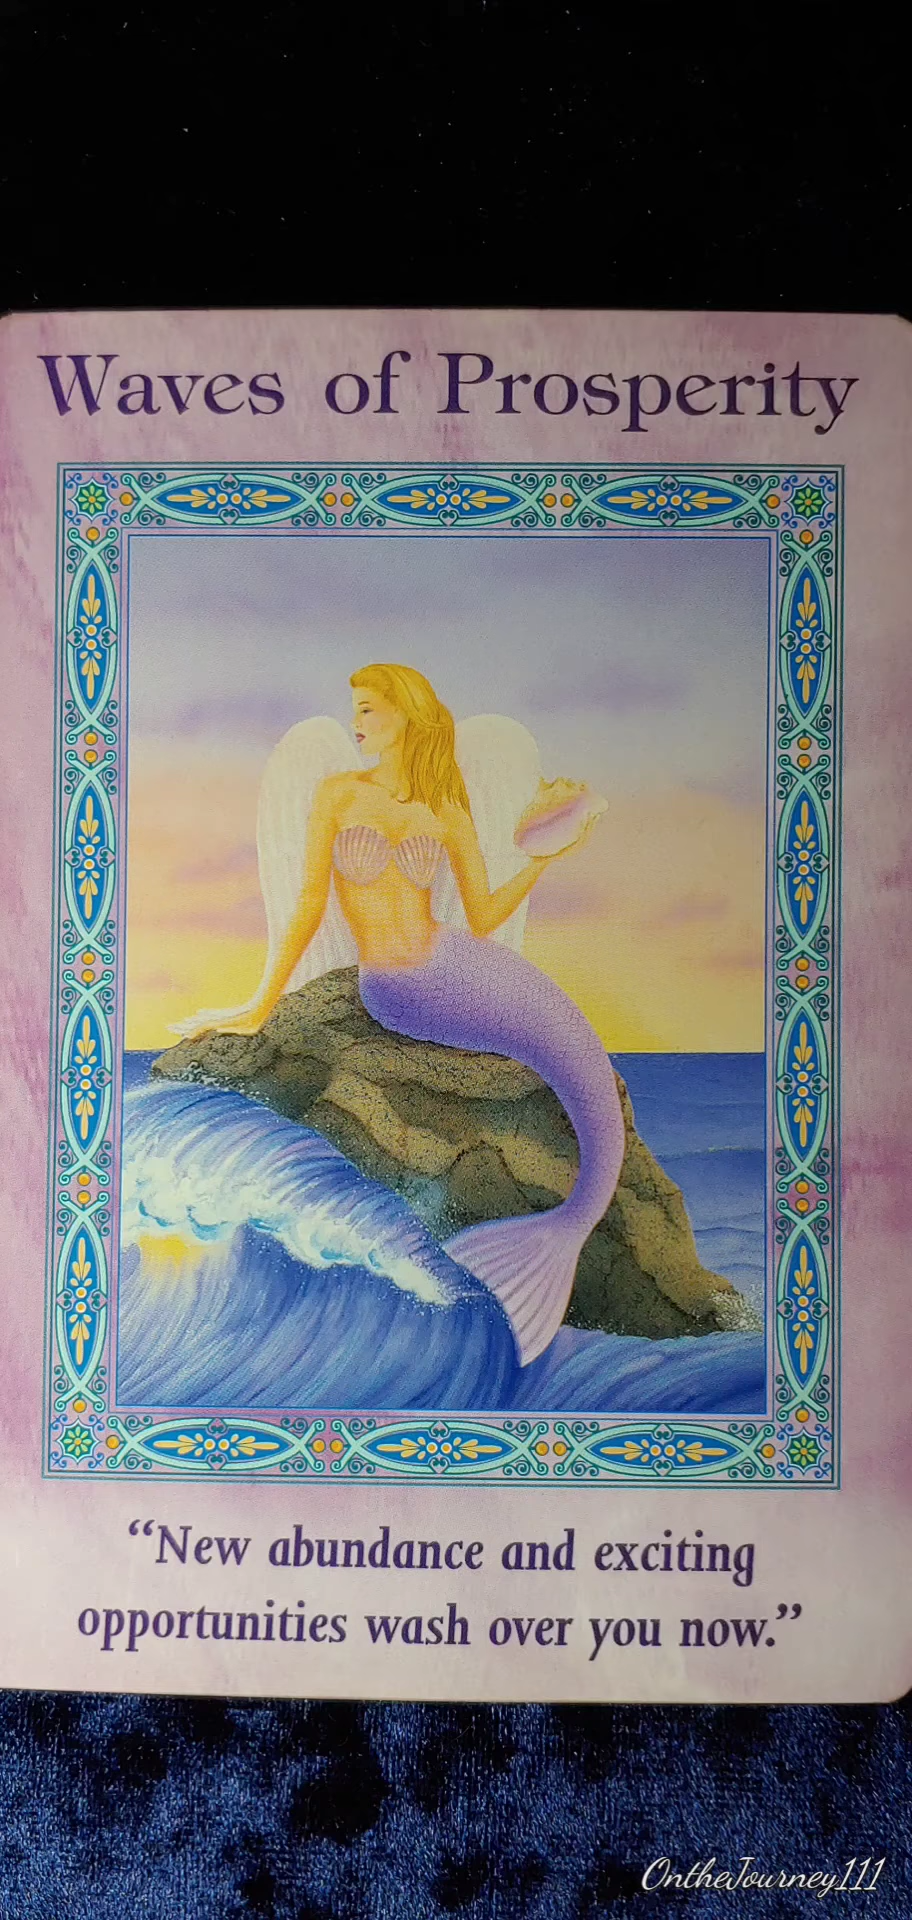 Waves of Prosperity
“New abundance and exciting
opportunities wash over you now.”
OntheJourney111